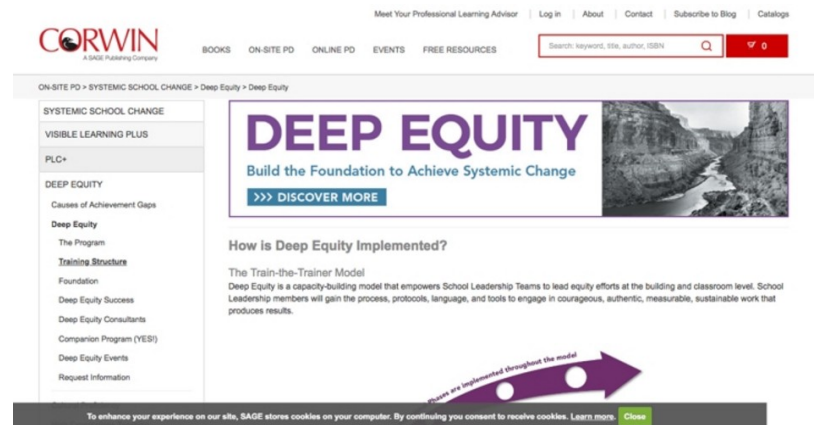 Meet Your Professional Learning Advisor Log in About Contact Subscribe to Blog Catalogs
CORWIN
A SAGE Publishing Company
BOOKS ON-SITE PD ONLINE PD EVENTS FREE RESOURCES
Search: keyword, title, author, ISBN
0
ON-SITE PD > SYSTEMIC SCHOOL CHANGE > Deep Equity > Deep Equity
SYSTEMIC SCHOOL CHANGE
VISIBLE LEARNING PLUS
PLC+
DEEP EQUITY
Causes of Achievement Gaps
Deep Equity
The Program
Training Structure
Foundation
Deep Equity Success
Deep Equity Consultants
Companion Program (YES!)
Deep Equity Events
Request Information
DEEP EQUITY
Build the Foundation to Achieve Systemic Change
>>> DISCOVER MORE
How is Deep Equity Implemented?
The Train-the-Trainer Model
Deep Equity is a capacity-building model that empowers School Leadership Teams to lead equity efforts at the building and classroom level. School
Leadership members will gain the process, protocols, language, and tools to engage in courageous, authentic, measurable, sustainable work that
produces results.
Phases are implemented throughout the model
To enhance your experience on our site, SAGE stores cookies on your computer. By continuing you consent to receive cookies. Learn more. Close